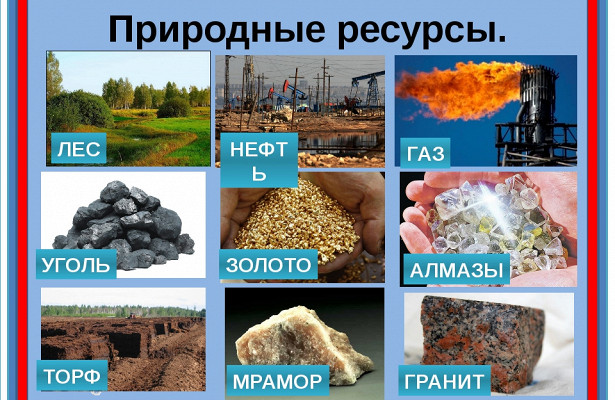 Природные ресурсы.
ЛЕС
НЕФТ
Ь
ГАЗ
УГОЛЬ
ЗОЛОТО
АЛМАЗЫ
ТОРФ
МРАМОР
ГРАНИТ